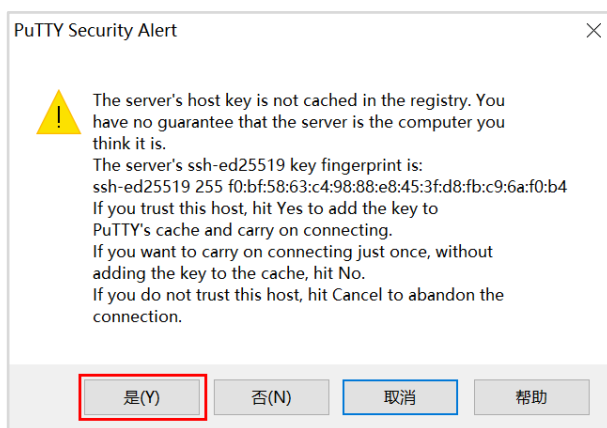 PuTTY Security Alert
The server's host key is not cached in the registry. You
have no guarantee that the server is the computer you
think it is.
The server's ssh-ed25519 key fingerprint is:
ssh-ed25519 255 f0:bf:58:63:c4:98:88:e8:45:3f:d8:fb:c9:6a:f0:b4
If you trust this host, hit Yes to add the key to
PuTTY's cache and carry on connecting.
If you want to carry on connecting just once, without
adding the key to the cache, hit No.
If you do not trust this host, hit Cancel to abandon the
connection.
是(Y) 否(N) 取消 帮助